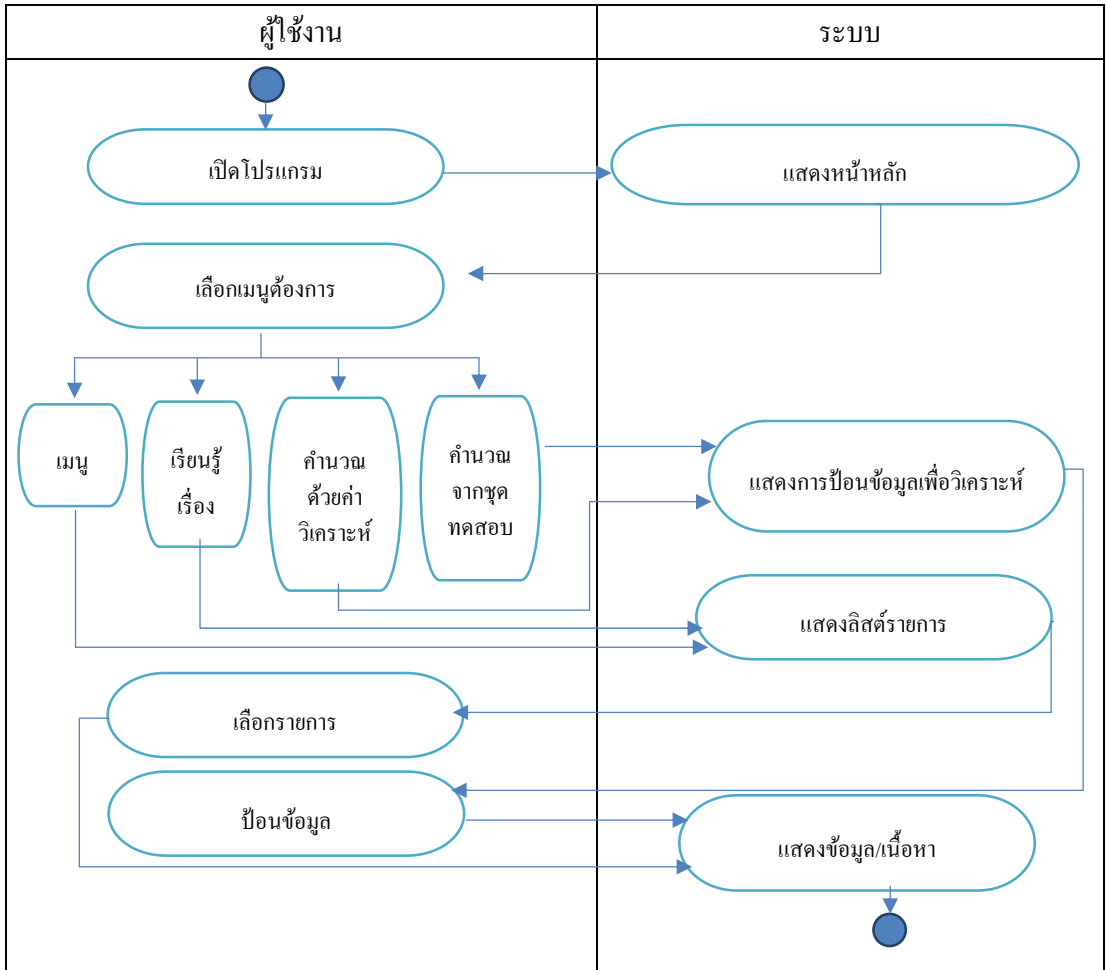 ผู้ใช้งาน
ระบบ
เปิดโปรแกรม
แสดงหน้าหลัก
เลือกเมนูต้องการ
เมนู
เรียนรู้
เรื่อง
คำนวณ
ด้วยค่า
วิเคราะห์
คำนวณ
จากชุด
ทดสอบ
แสดงการป้อนข้อมูลเพื่อวิเคราะห์
แสดงลิสต์รายการ
เลือกรายการ
ป้อนข้อมูล
แสดงข้อมูล/เนื้อหา